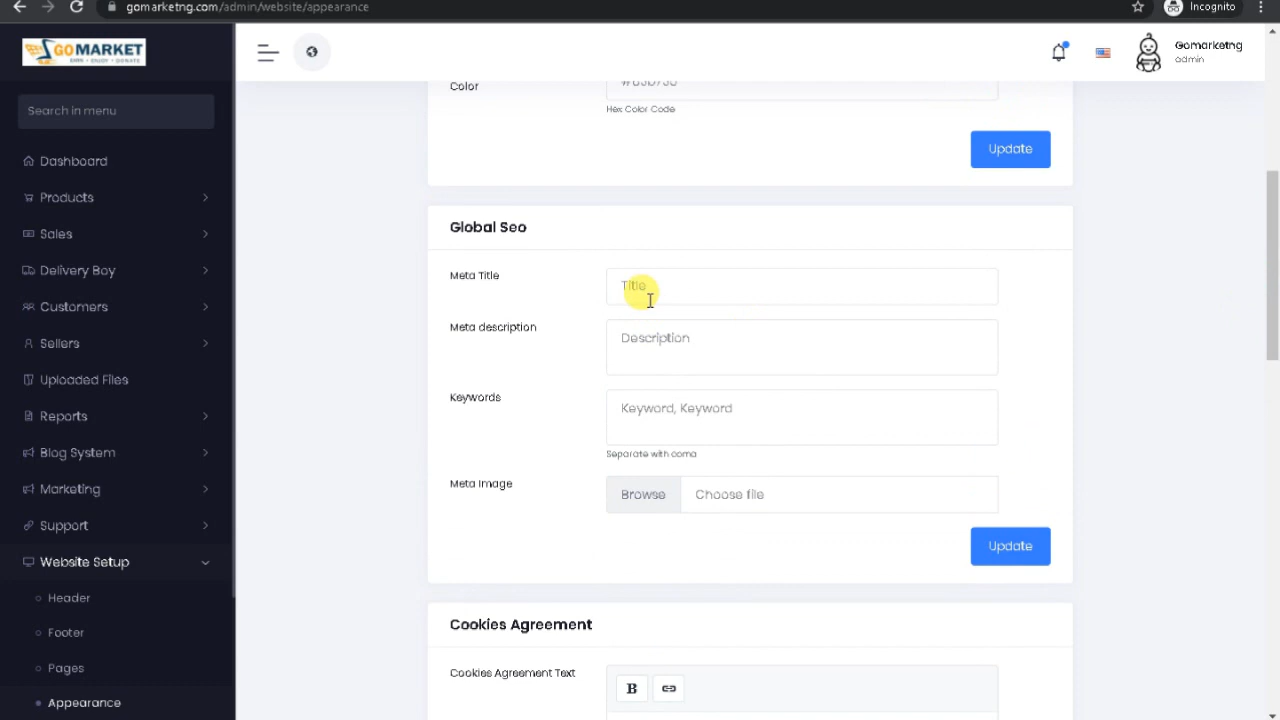 gomarketng.com/admin/website/appearance
Incognito
GOMARKET
Gomarketng
admin
Search in menu
Dashboard
Products
Sales
Delivery Boy
Customers
Sellers
Uploaded Files
Reports
Blog System
Marketing
Support
Website Setup
Header
Footer
Pages
Appearance
Color
Hex Color Code
Update
Global Seo
Meta Title
Title
Meta description
Description
Keywords
Keyword, Keyword
Separate with coma
Meta Image
Browse
Choose file
Update
Cookies Agreement
Cookies Agreement Text
B